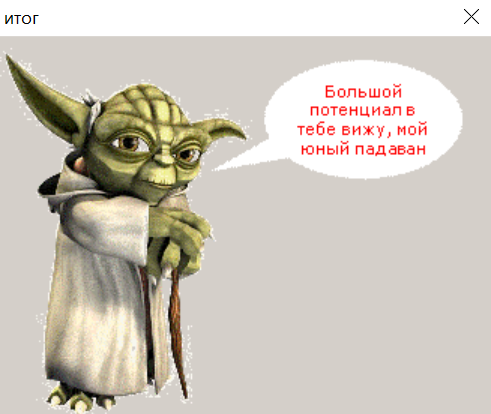 итог
Большой
потенциал в
тебе вижу, мой
юный падаван